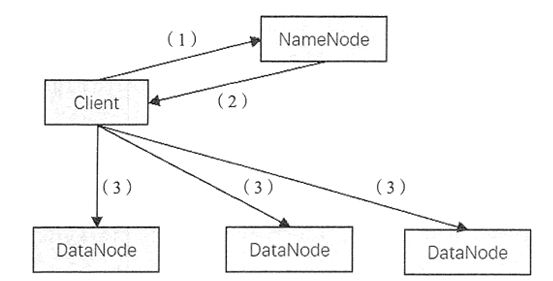 (1)
NameNode
Client
(2)
(3) (3) (3)
DataNode DataNode DataNode